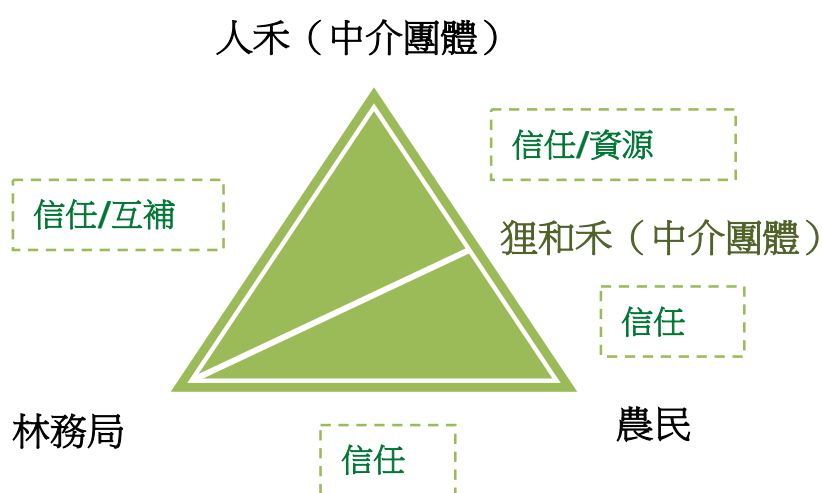 人禾（中介團體）
信任/資源
信任/互補
狸和禾（中介團體）
信任
農民
林務局
信任